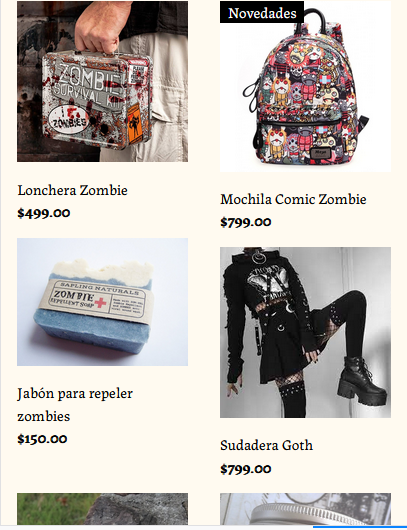 ZOMBIE
SURVIVAL KIT
ZOMBIES
Lonchera Zombie
$499.00
Novedades
Mochila Comic Zombie
$799.00
SAPLING NATURALS
ZOMBIE
REPELLENT SOAP
Jabón para repeler
zombies
$150.00
Sudadera Goth
$799.00